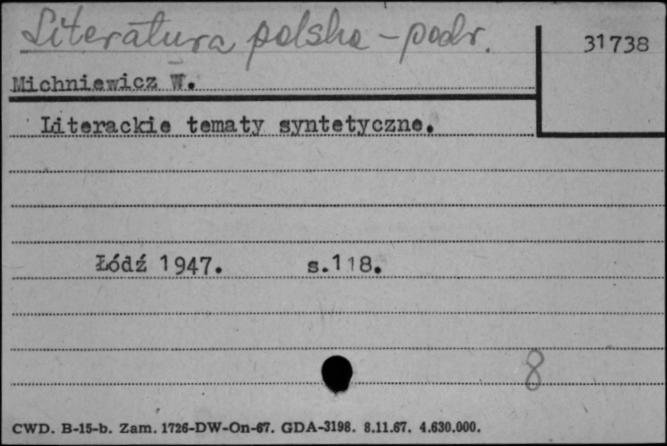 Literatura polska - podr.
31738
Michniewicz W.
Literackie tematy syntetyczne.
Łódź 1947. s.118.
8
CWD. B-15-b. Zam. 1726-DW-On-67. GDA-3198. 8.11.67. 4.630.000.